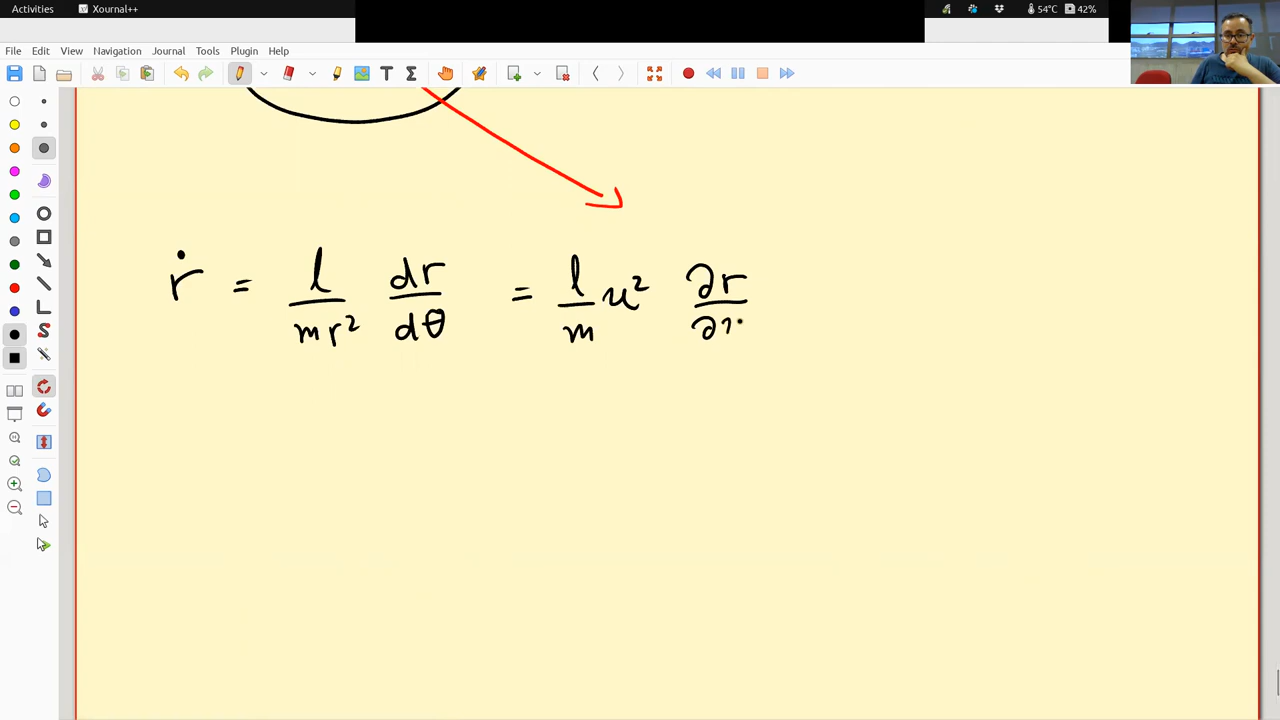 Activities Xournal++ 54°C 42%
File Edit View Navigation Journal Tools Plugin Help
ṙ = l/(mr²) dr/dθ = l/m u² ∂r/∂